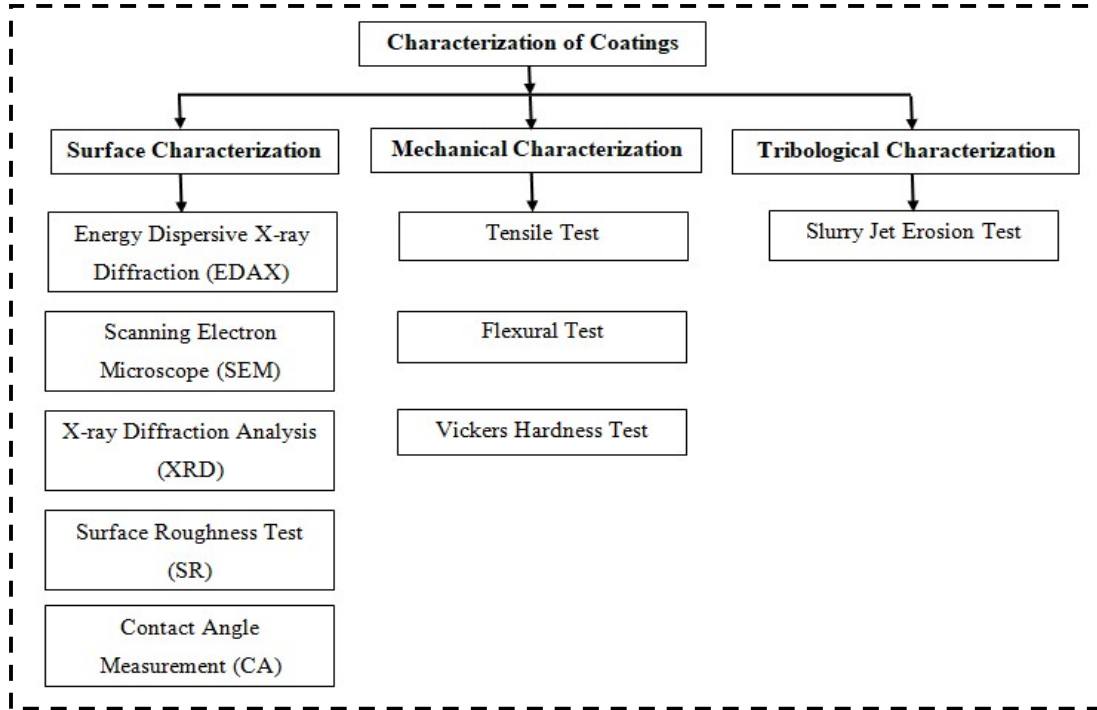 Characterization of Coatings
Surface Characterization
Mechanical Characterization
Tribological Characterization
Energy Dispersive X-ray
Diffraction (EDAX)
Scanning Electron
Microscope (SEM)
X-ray Diffraction Analysis
(XRD)
Surface Roughness Test
(SR)
Contact Angle
Measurement (CA)
Tensile Test
Flexural Test
Vickers Hardness Test
Slurry Jet Erosion Test